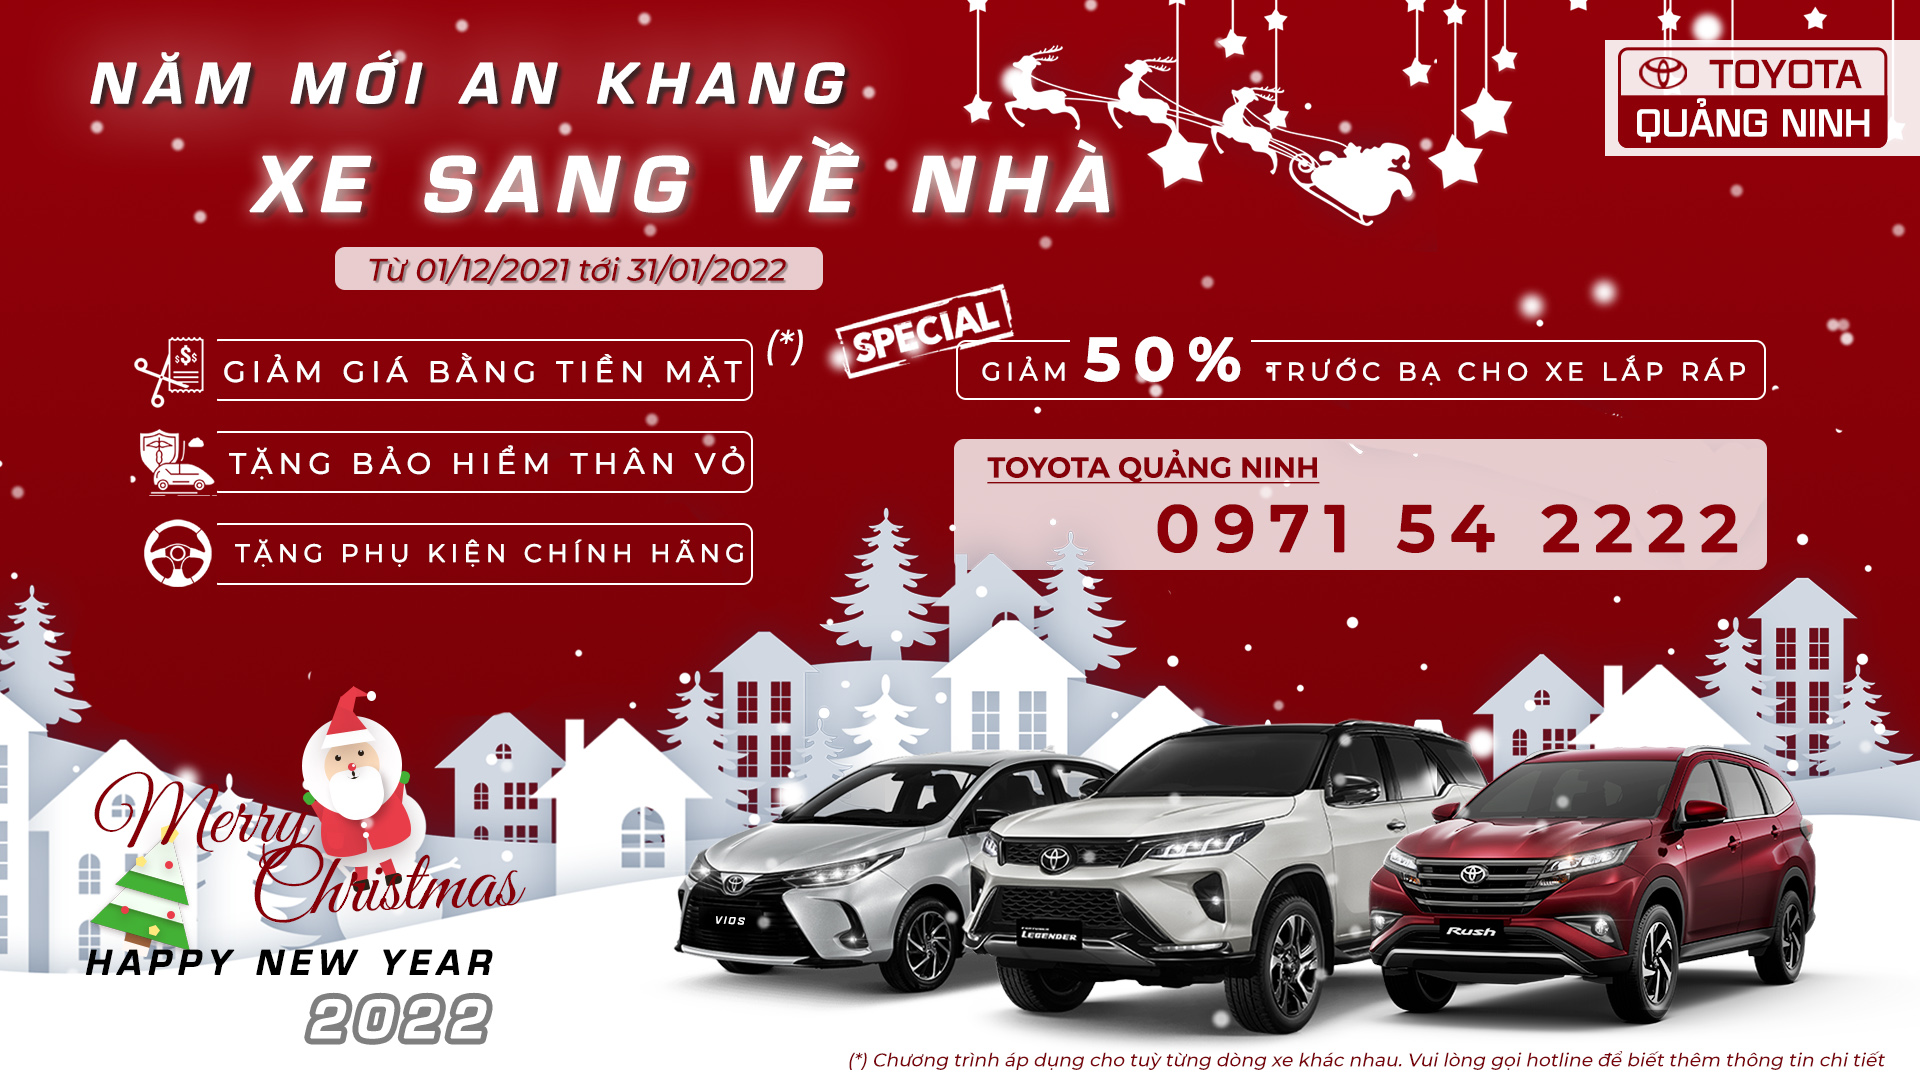 NĂM MỚI AN KHANG
XE SANG VỀ NHÀ
Từ 01/12/2021 tới 31/01/2022
TOYOTA
QUẢNG NINH
GIẢM GIÁ BẰNG TIỀN MẶT (*)
TẶNG BẢO HIỂM THÂN VỎ
TẶNG PHỤ KIỆN CHÍNH HÃNG
SPECIAL
GIẢM 50% TRƯỚC BẠ CHO XE LẮP RÁP
TOYOTA QUẢNG NINH
0971 54 2222
Merry
Christmas
HAPPY NEW YEAR
2022
VIOS
FORTUNER
LEGENDER
Rush
(*) Chương trình áp dụng cho tuỳ từng dòng xe khác nhau. Vui lòng gọi hotline để biết thêm thông tin chi tiết